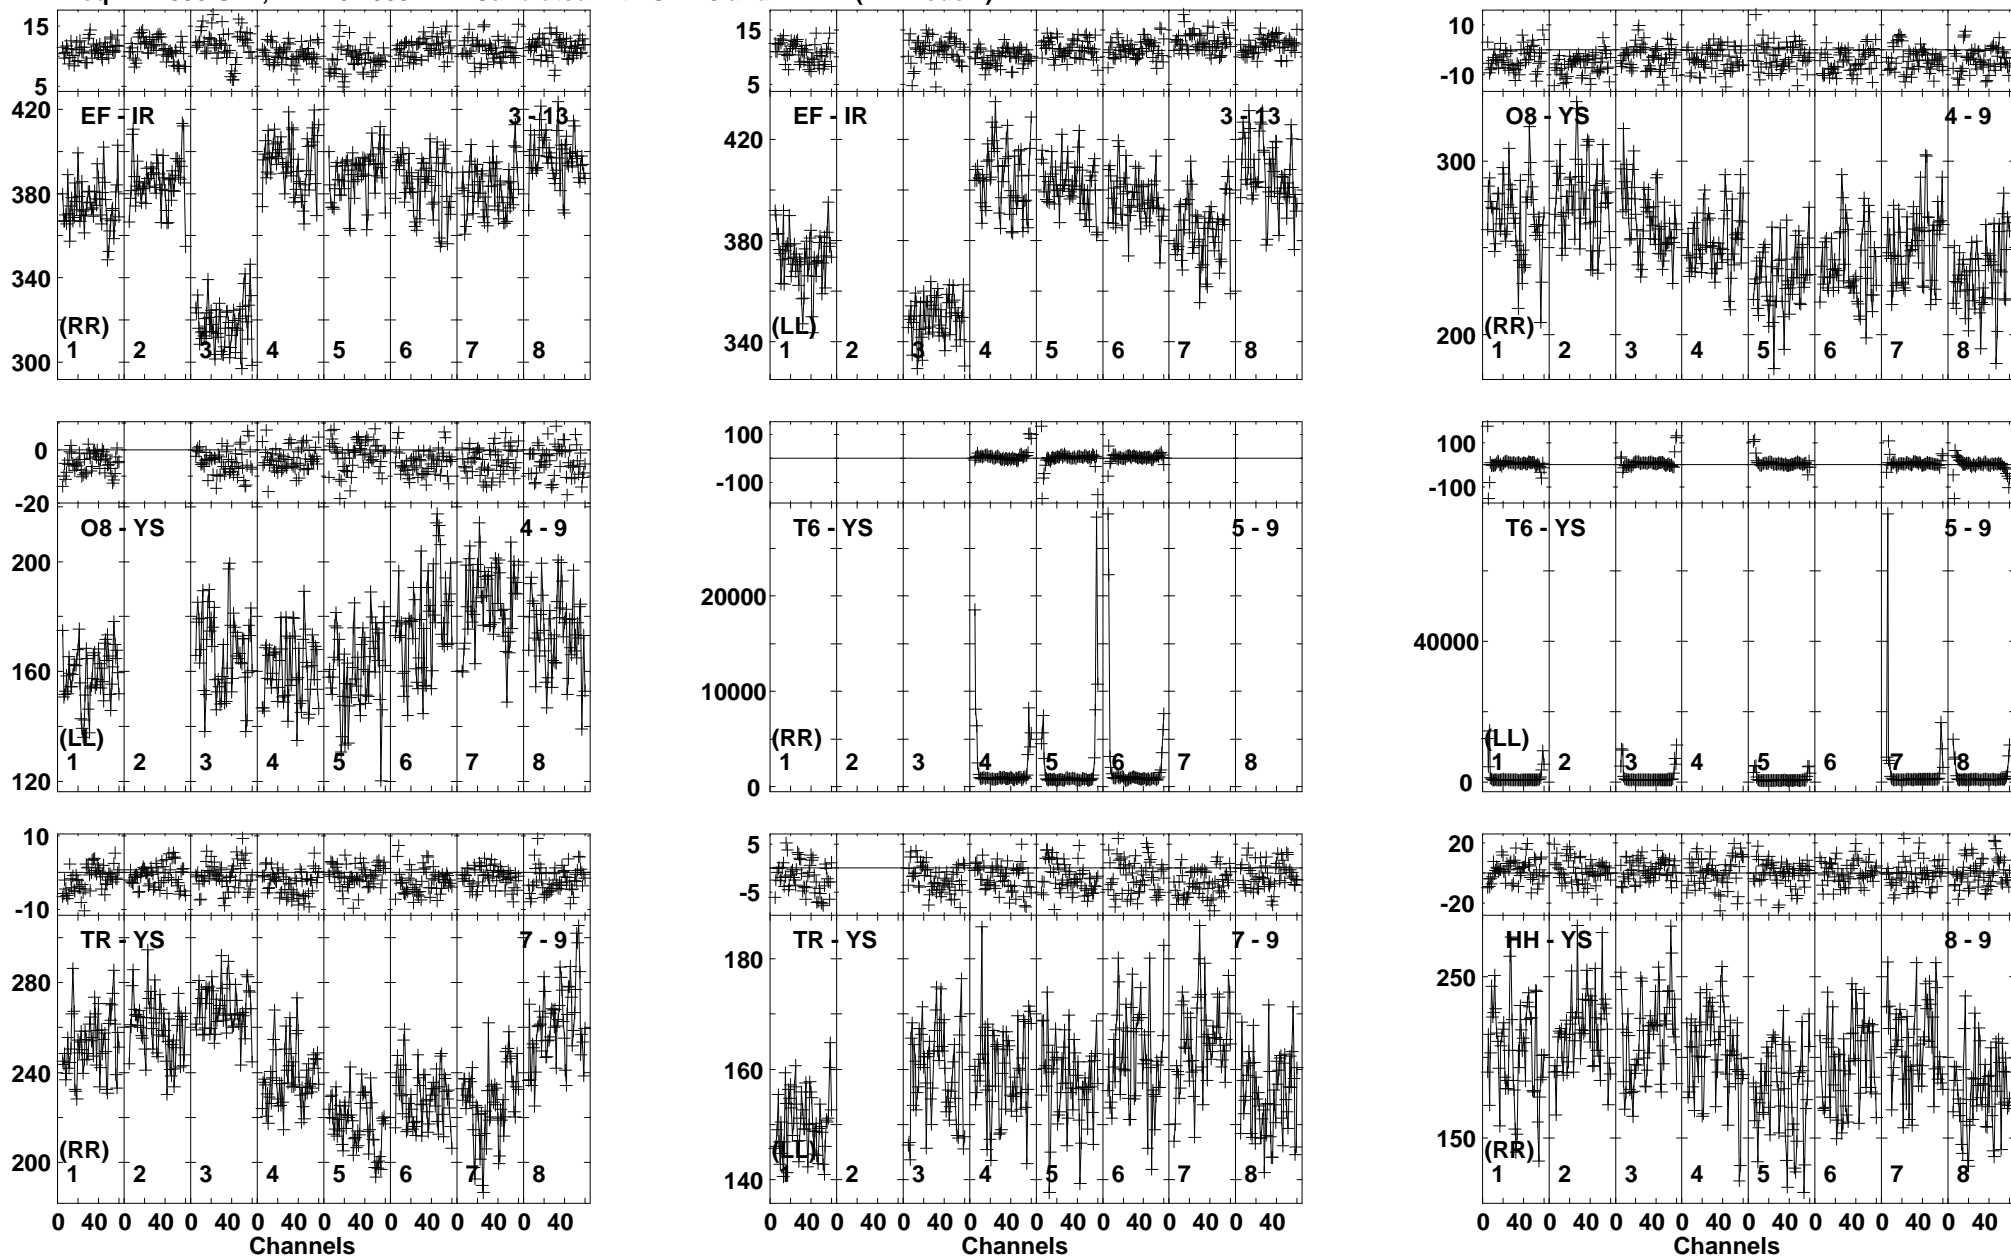 15
5
EF - IR 3 - 13
420
380
340
300
(RR)
1 2 3 4 5 6 7 8
15
5
EF - IR 3 - 13
420
380
340
(LL)
1 2 3 4 5 6 7 8
10
-10
O8 - YS 4 - 9
300
200
(RR)
1 2 3 4 5 6 7 8
0
-20
O8 - YS 4 - 9
200
160
120
(LL)
1 2 3 4 5 6 7 8
100
-100
T6 - YS 5 - 9
20000
10000
0
(RR)
1 2 3 4 5 6 7 8
100
-100
T6 - YS 5 - 9
40000
0
(LL)
1 2 3 4 5 6 7 8
10
-10
TR - YS 7 - 9
280
240
200
(RR)
1 2 3 4 5 6 7 8
0 40 0 40 0 40 0 40 0 40 0 40 0 40 0 40
Channels
5
-5
TR - YS 7 - 9
180
160
140
(LL)
1 2 3 4 5 6 7 8
0 40 0 40 0 40 0 40 0 40 0 40 0 40 0 40
Channels
20
-20
HH - YS 8 - 9
250
150
(RR)
1 2 3 4 5 6 7 8
0 40 0 40 0 40 0 40 0 40 0 40 0 40 0 40
Channels